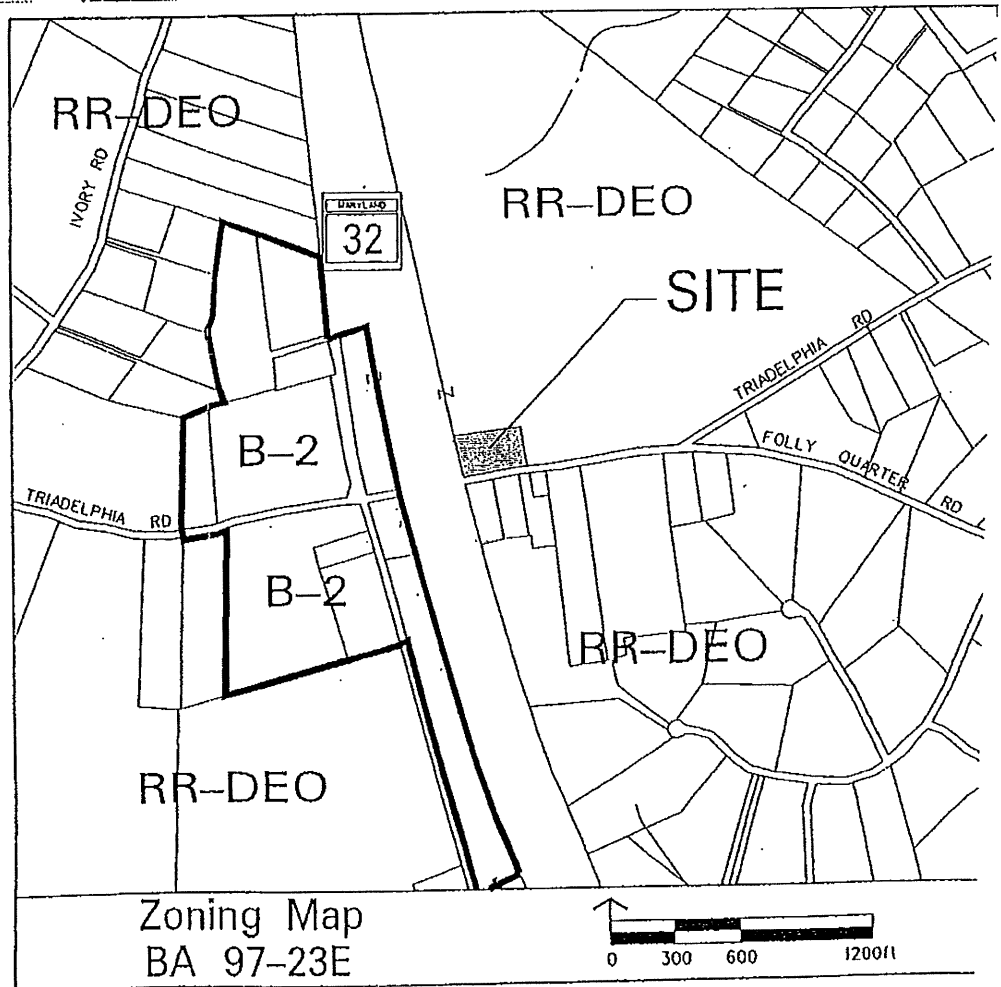 RR-DEO
IVORY RD
MARYLAND
32
RR-DEO
SITE
TRIADELPHIA RD
B-2
FOLLY QUARTER RD
TRIADELPHIA RD
B-2
RR-DEO
RR-DEO
Zoning Map
BA 97-23E
0 300 600 1200ft